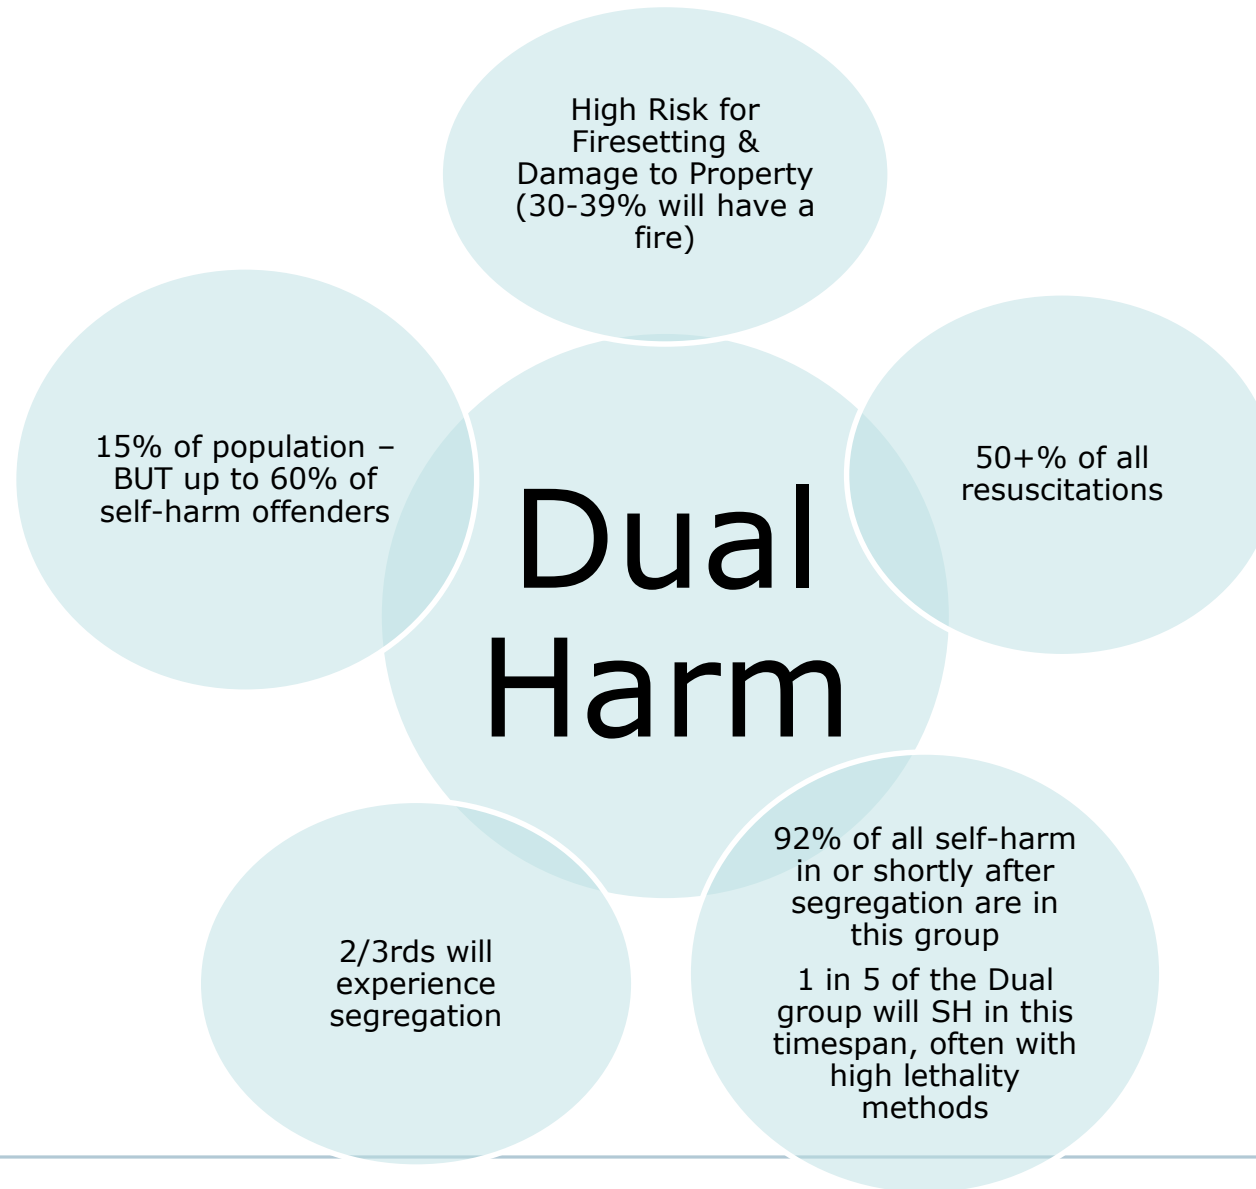 High Risk for
Firesetting &
Damage to Property
(30-39% will have a
fire)
15% of population –
BUT up to 60% of
self-harm offenders
50+% of all
resuscitations
Dual
Harm
92% of all self-harm
in or shortly after
segregation are in
this group
1 in 5 of the Dual
group will SH in this
timespan, often with
high lethality
methods
2/3rds will
experience
segregation